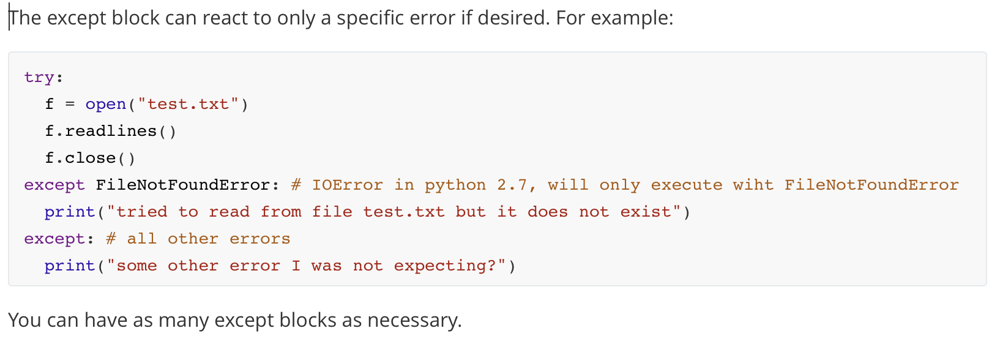 The except block can react to only a specific error if desired. For example:
try:
  f = open("test.txt")
  f.readlines()
  f.close()
except FileNotFoundError: # IOError in python 2.7, will only execute wiht FileNotFoundError
  print("tried to read from file test.txt but it does not exist")
except: # all other errors
  print("some other error I was not expecting?")
You can have as many except blocks as necessary.